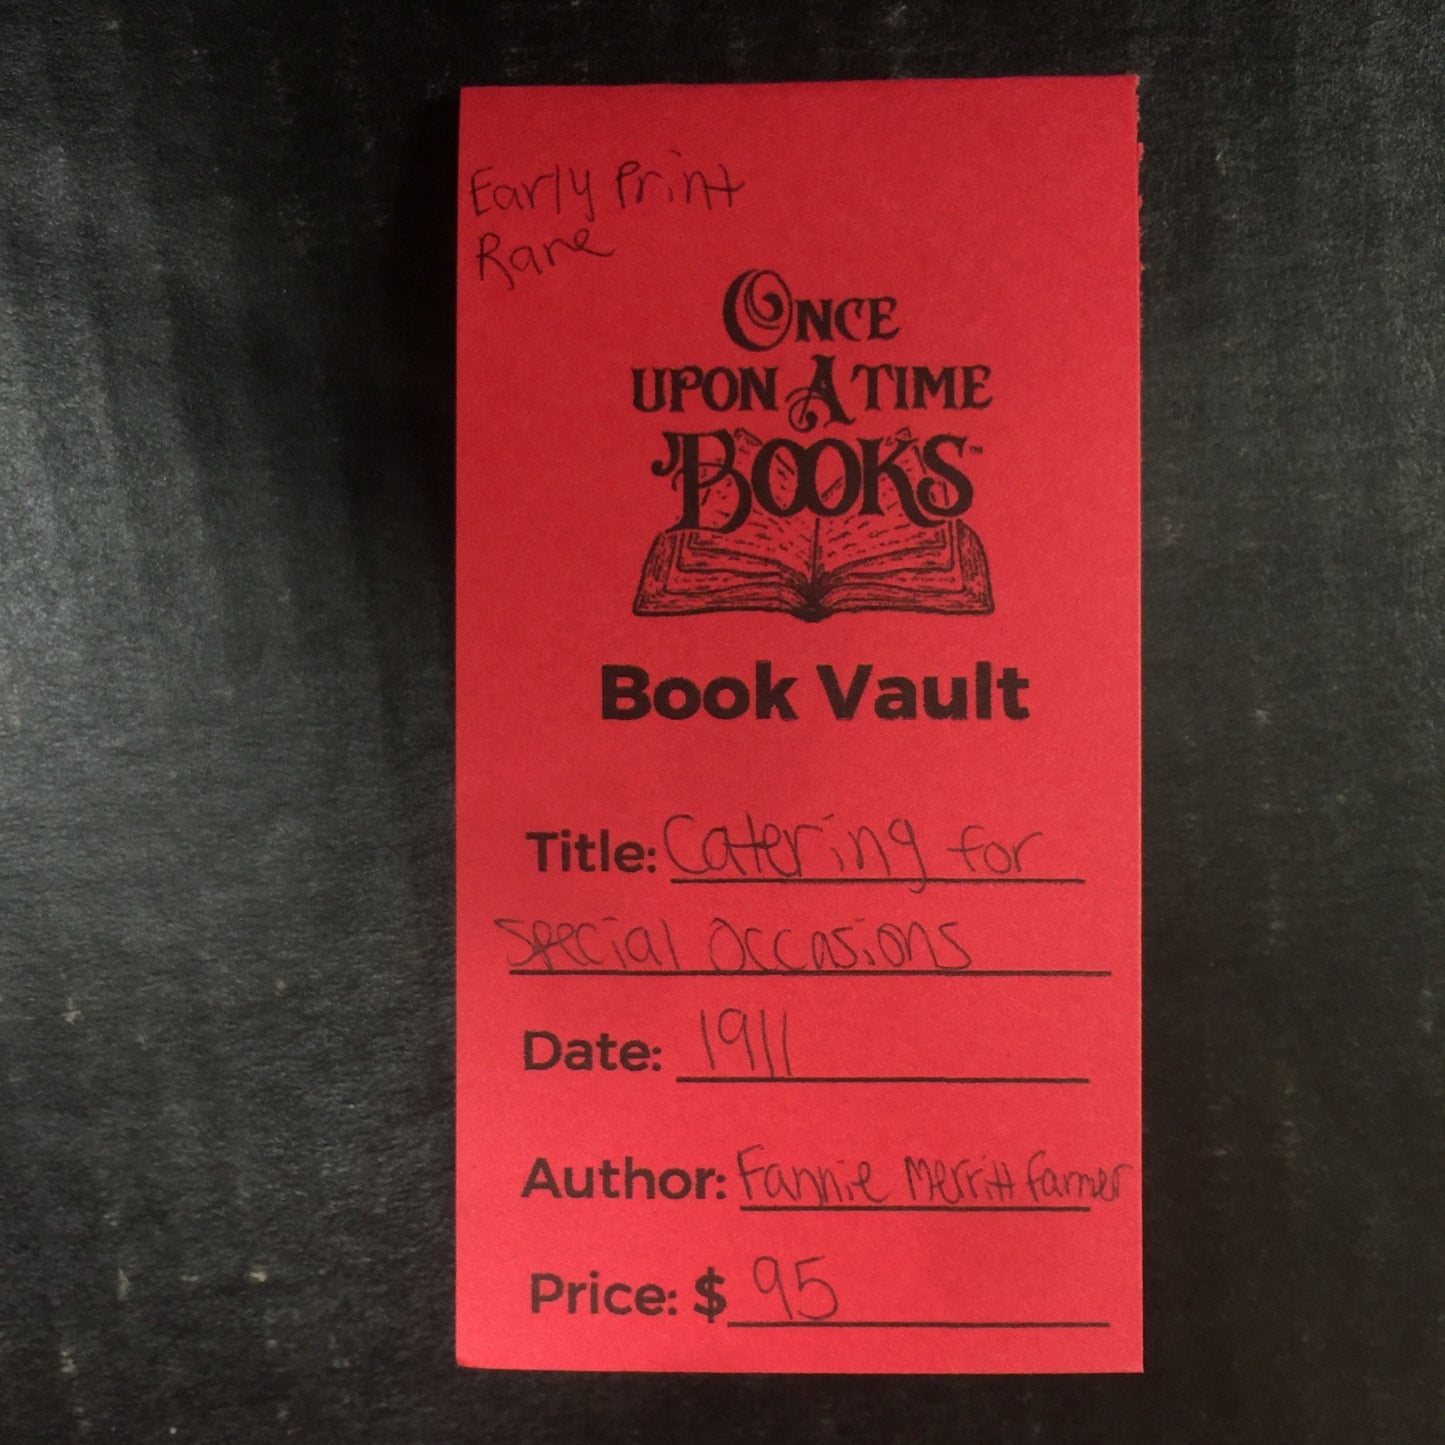 Early Print
Rare
ONCE
UPON A TIME
BOOKS™
Book Vault
Title: Catering for
Special Occasions
Date: 1911
Author: Fannie Merritt Farmer
Price: $ 95